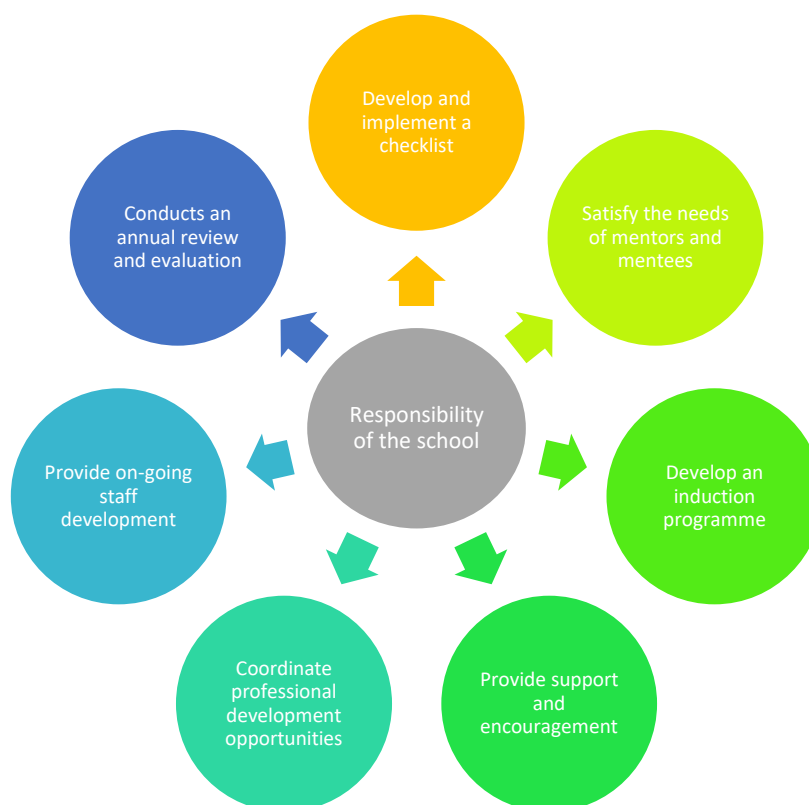 Develop and
implement a
checklist
Satisfy the needs
of mentors and
mentees
Develop an
induction
programme
Provide support
and
encouragement
Coordinate
professional
development
opportunities
Provide on-going
staff
development
Conducts an
annual review
and evaluation
Responsibility
of the school